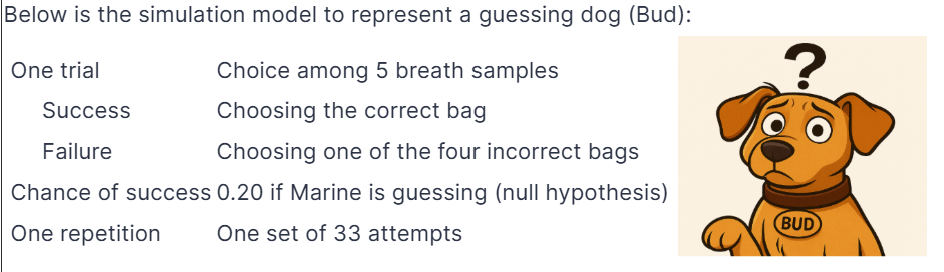 Below is the simulation model to represent a guessing dog (Bud):
?
One trial Choice among 5 breath samples
Success Choosing the correct bag
Failure Choosing one of the four incorrect bags
Chance of success 0.20 if Marine is guessing (null hypothesis)
One repetition One set of 33 attempts
BUD